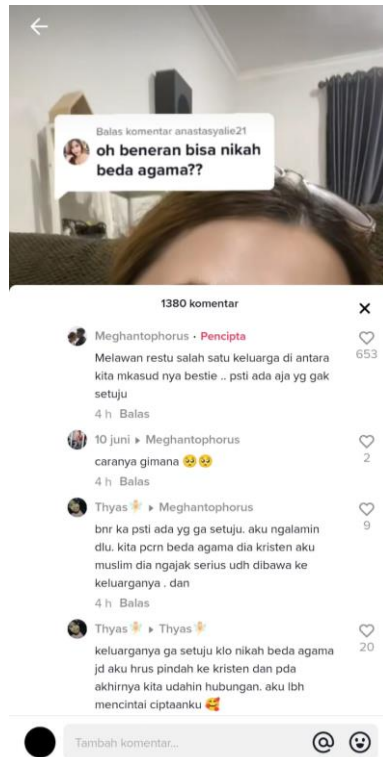 Balas komentar anastasyalie21
oh beneran bisa nikah
beda agama??
1380 komentar
Meghantophorus · Pencipta
Melawan restu salah satu keluarga di antara
kita mkasud nya bestie .. psti ada aja yg gak
setuju
653
4 h Balas
10 juni ▸ Meghantophorus
caranya gimana 🥺🥺
2
4 h Balas
Thyas🧚🏻 ▸ Meghantophorus
bnr ka psti ada yg ga setuju. aku ngalamin
dlu. kita pcrn beda agama dia kristen aku
muslim dia ngajak serius udh dibawa ke
keluarganya . dan
9
4 h Balas
Thyas🧚🏻 ▸ Thyas🧚🏻
keluarganya ga setuju klo nikah beda agama
jd aku hrus pindah ke kristen dan pda
akhirnya kita udahin hubungan. aku lbh
mencintai ciptaanku 🥰
20
Tambah komentar...